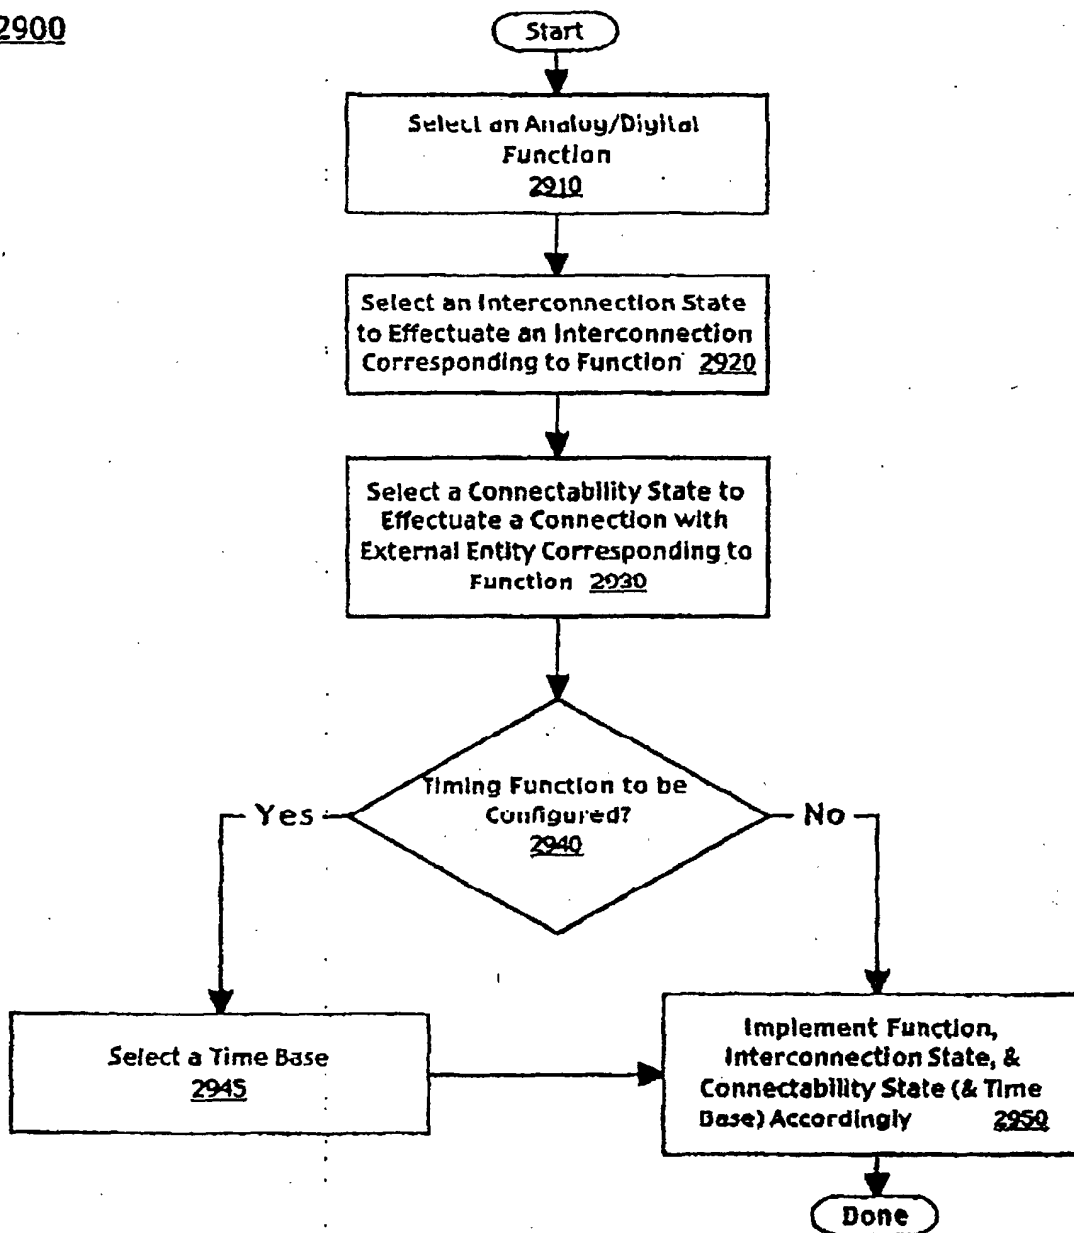 2900
Start
Select an Analog/Digital
Function
2910
Select an Interconnection State
to Effectuate an Interconnection
Corresponding to Function 2920
Select a Connectability State to
Effectuate a Connection with
External Entity Corresponding to
Function 2930
Timing Function to be
Configured?
2940
Yes
No
Select a Time Base
2945
Implement Function,
Interconnection State, &
Connectability State (& Time
Base) Accordingly 2950
Done